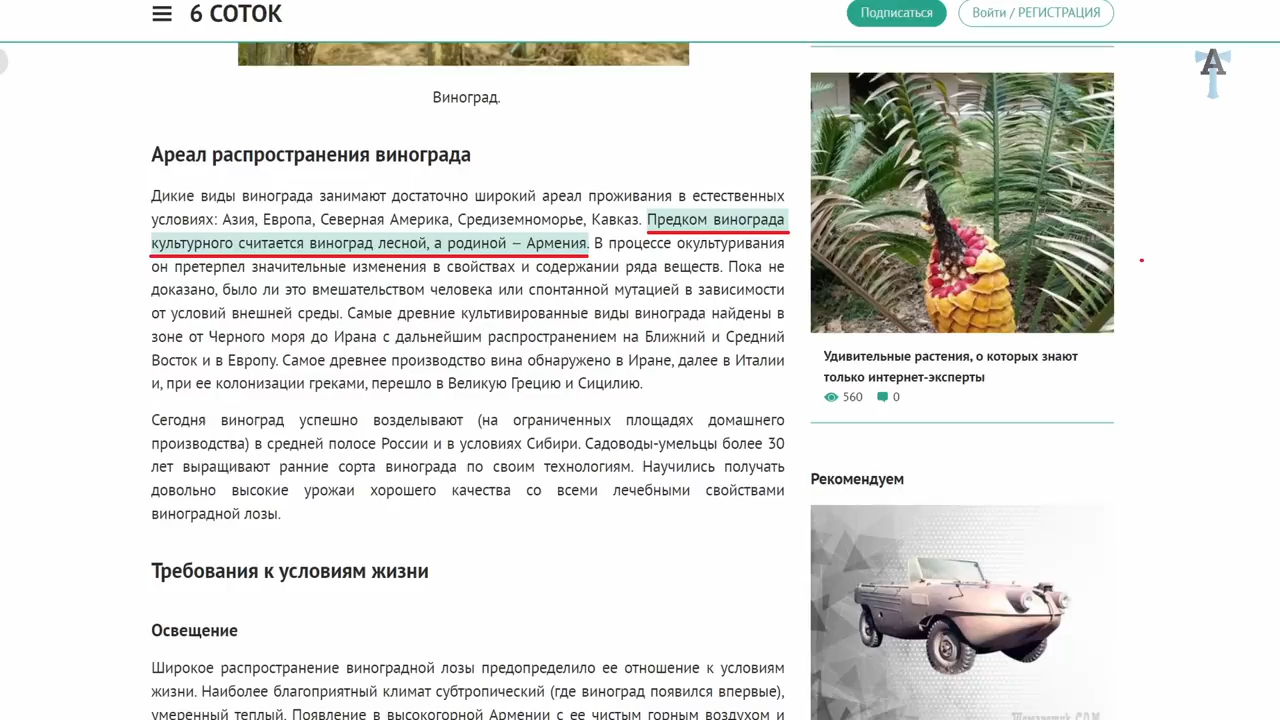 6 СОТОК
Подписаться
Войти / РЕГИСТРАЦИЯ
Виноград.
Ареал распространения винограда
Дикие виды винограда занимают достаточно широкий ареал проживания в естественных
условиях: Азия, Европа, Северная Америка, Средиземноморье, Кавказ. Предком винограда
культурного считается виноград лесной, а родиной – Армения. В процессе окультуривания
он претерпел значительные изменения в свойствах и содержании ряда веществ. Пока не
доказано, было ли это вмешательством человека или спонтанной мутацией в зависимости
от условий внешней среды. Самые древние культивированные виды винограда найдены в
зоне от Черного моря до Ирана с дальнейшим распространением на Ближний и Средний
Восток и в Европу. Самое древнее производство вина обнаружено в Иране, далее в Италии
и, при ее колонизации греками, перешло в Великую Грецию и Сицилию.
Сегодня виноград успешно возделывают (на ограниченных площадях домашнего
производства) в средней полосе России и в условиях Сибири. Садоводы-умельцы более 30
лет выращивают ранние сорта винограда по своим технологиям. Научились получать
довольно высокие урожаи хорошего качества со всеми лечебными свойствами
виноградной лозы.
Требования к условиям жизни
Освещение
Широкое распространение виноградной лозы предопределило ее отношение к условиям
жизни. Наиболее благоприятный климат субтропический (где виноград появился впервые),
умеренный теплый. Появление в высокогорной Армении с ее чистым горным воздухом и
Удивительные растения, о которых знают
только интернет-эксперты
560
0
Рекомендуем